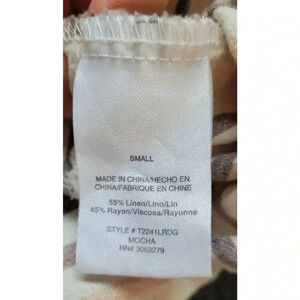 SMALL
MADE IN CHINA/HECHO EN
CHINA/FABRIQUE EN CHINE
55% Linen/Lino/Lin
45% Rayon/Viscosa/Rayonne
STYLE # T2241LRDG
MOCHA
RN# 3059279